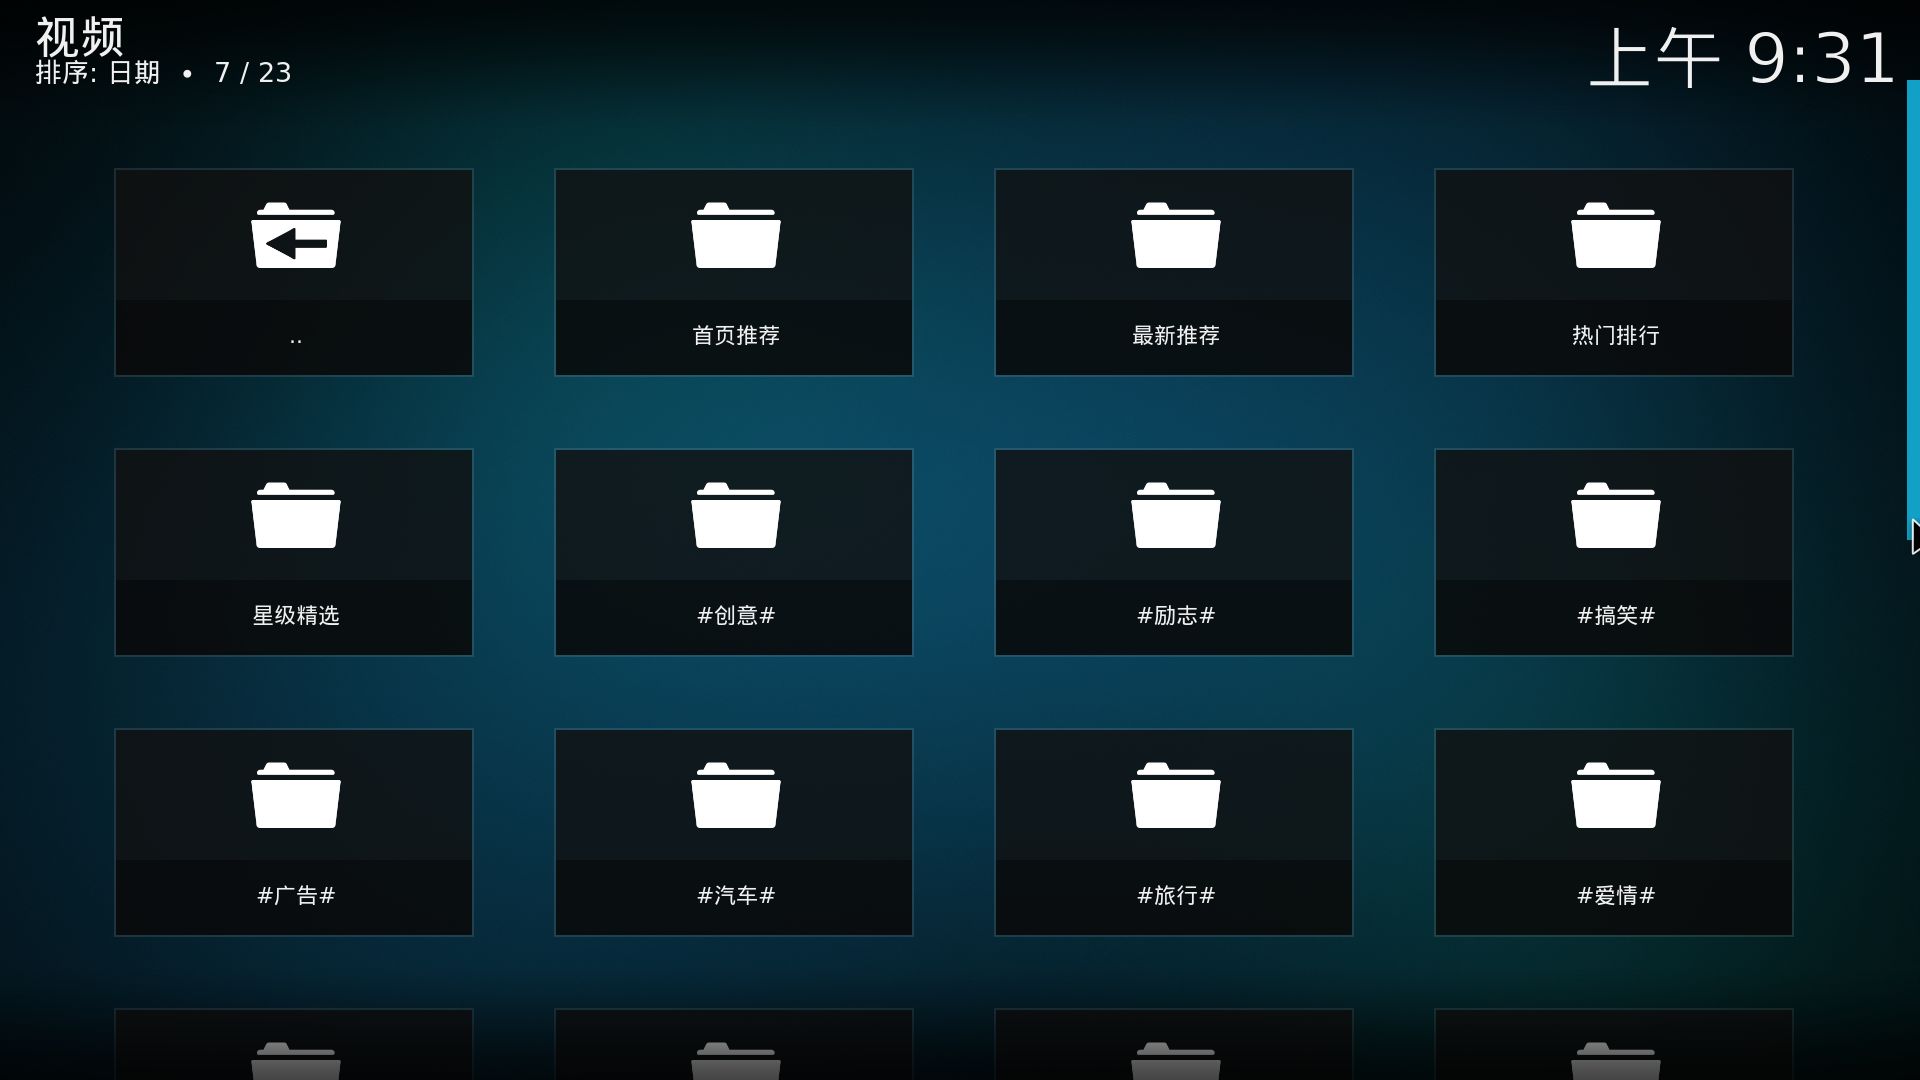 视频
排序: 日期 • 7 / 23
上午 9:31
..
首页推荐
最新推荐
热门排行
星级精选
#创意#
#励志#
#搞笑#
#广告#
#汽车#
#旅行#
#爱情#